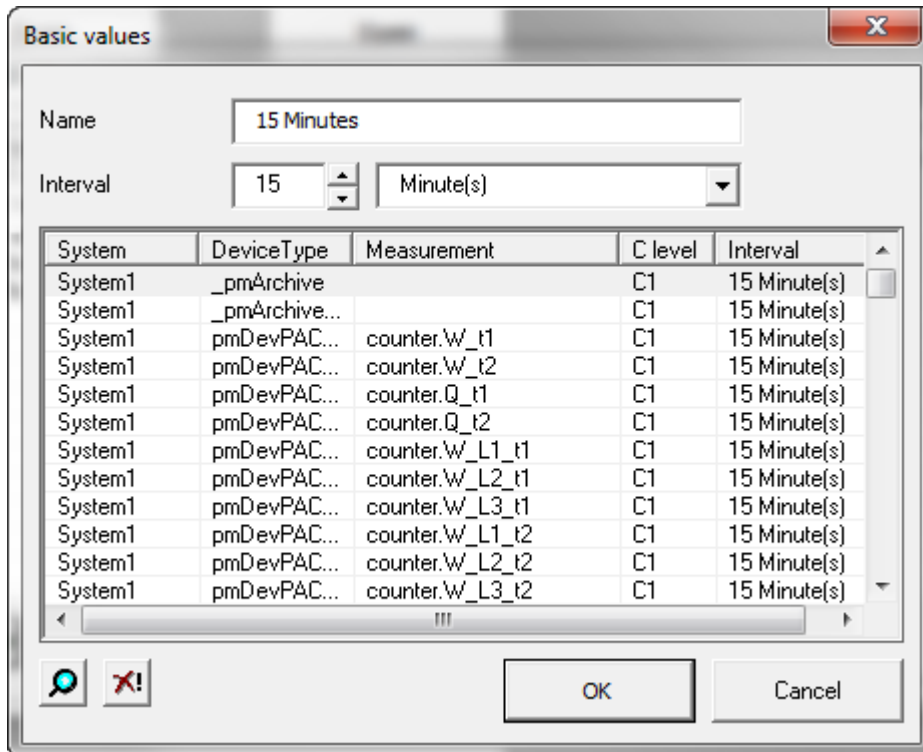 Basic values
Name 15 Minutes
Interval 15 Minute(s)
System DeviceType Measurement C level Interval
System1 _pmArchive C1 15 Minute(s)
System1 _pmArchive... C1 15 Minute(s)
System1 pmDevPAC... counter.W_t1 C1 15 Minute(s)
System1 pmDevPAC... counter.W_t2 C1 15 Minute(s)
System1 pmDevPAC... counter.Q_t1 C1 15 Minute(s)
System1 pmDevPAC... counter.Q_t2 C1 15 Minute(s)
System1 pmDevPAC... counter.W_L1_t1 C1 15 Minute(s)
System1 pmDevPAC... counter.W_L2_t1 C1 15 Minute(s)
System1 pmDevPAC... counter.W_L3_t1 C1 15 Minute(s)
System1 pmDevPAC... counter.W_L1_t2 C1 15 Minute(s)
System1 pmDevPAC... counter.W_L2_t2 C1 15 Minute(s)
System1 pmDevPAC... counter.W_L3_t2 C1 15 Minute(s)
OK Cancel